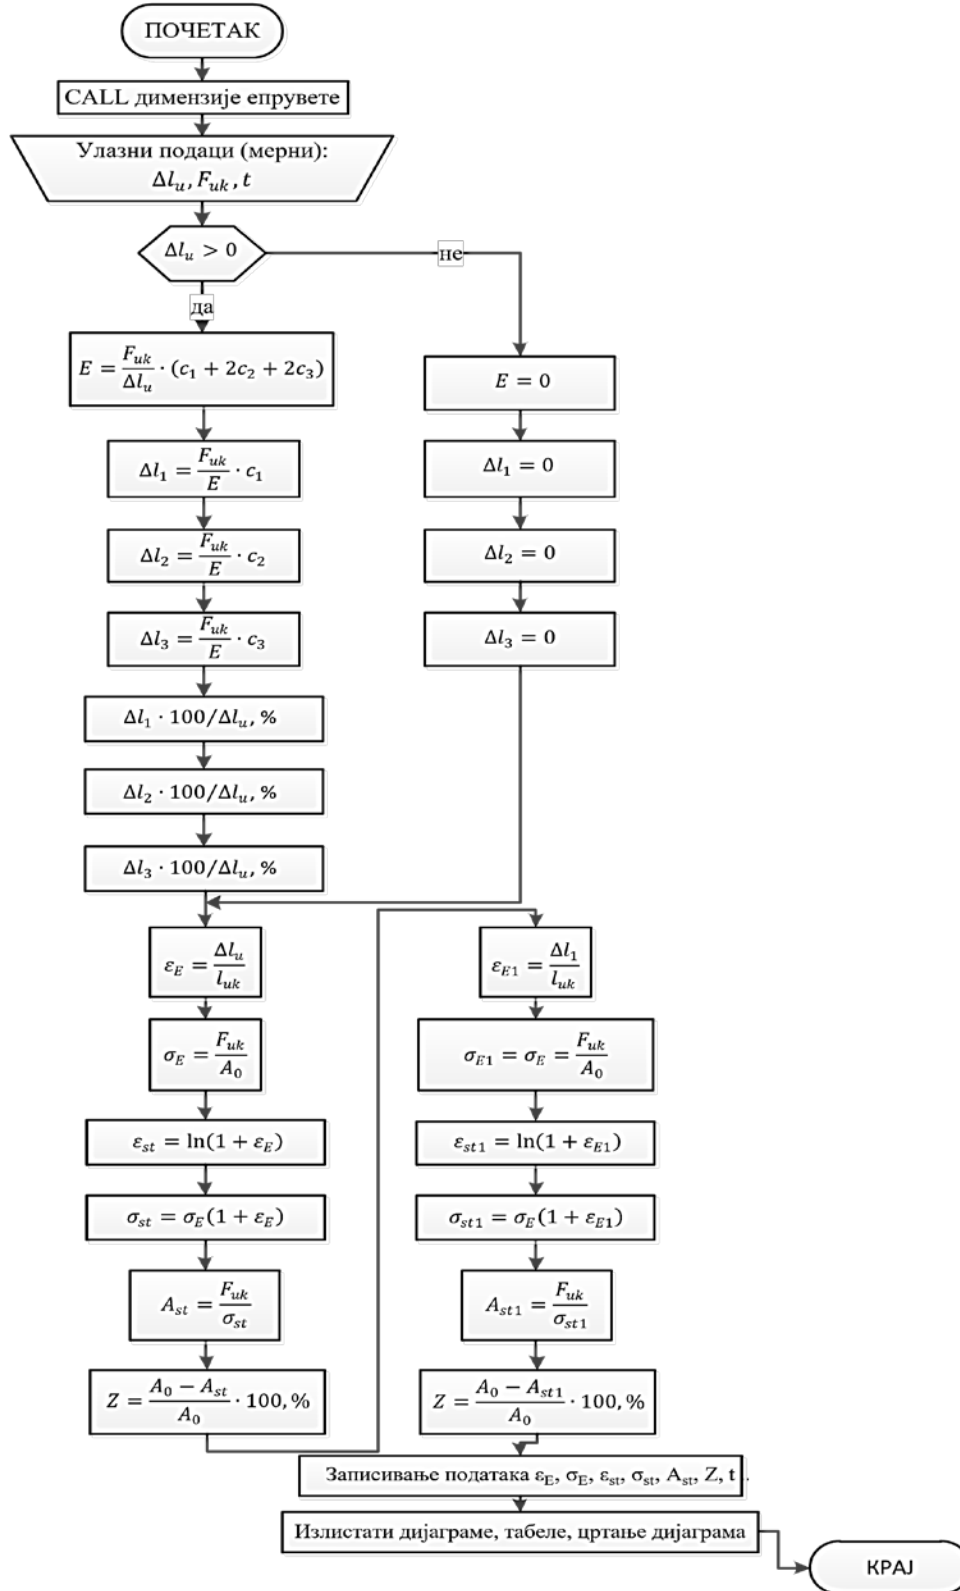 ПОЧЕТАК
CALL димензије епрувете
Улазни подаци (мерни):
Δl_u, F_uk, t
Δl_u > 0
не
да
E = F_uk/Δl_u · (c_1 + 2c_2 + 2c_3)
Δl_1 = F_uk/E · c_1
Δl_2 = F_uk/E · c_2
Δl_3 = F_uk/E · c_3
Δl_1 · 100/Δl_u, %
Δl_2 · 100/Δl_u, %
Δl_3 · 100/Δl_u, %
E = 0
Δl_1 = 0
Δl_2 = 0
Δl_3 = 0
ε_E = Δl_u/l_uk
σ_E = F_uk/A_0
ε_st = ln(1 + ε_E)
σ_st = σ_E(1 + ε_E)
A_st = F_uk/σ_st
Z = (A_0 − A_st)/A_0 · 100, %
ε_E1 = Δl_1/l_uk
σ_E1 = σ_E = F_uk/A_0
ε_st1 = ln(1 + ε_E1)
σ_st1 = σ_E(1 + ε_E1)
A_st1 = F_uk/σ_st1
Z = (A_0 − A_st1)/A_0 · 100, %
Записивање података ε_E, σ_E, ε_st, σ_st, A_st, Z, t..
Излистати дијаграме, табеле, цртање дијаграма
КРАЈ